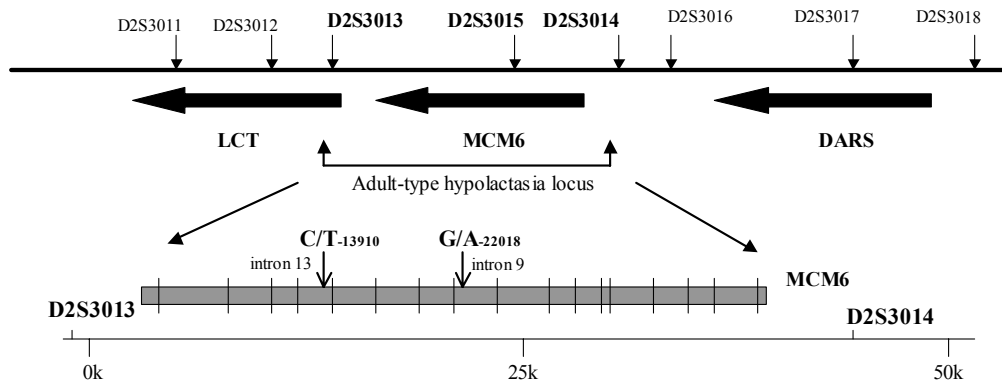 D2S3011 D2S3012 D2S3013 D2S3015 D2S3014 D2S3016 D2S3017 D2S3018
LCT MCM6 DARS
Adult-type hypolactasia locus
C/T-13910 G/A-22018
intron 13 intron 9
MCM6
D2S3013 D2S3014
0k 25k 50k